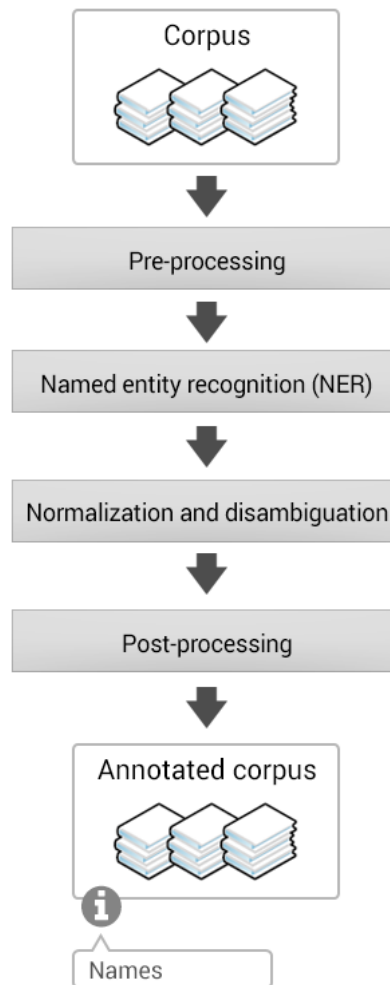 Corpus
Pre-processing
Named entity recognition (NER)
Normalization and disambiguation
Post-processing
Annotated corpus
i
Names